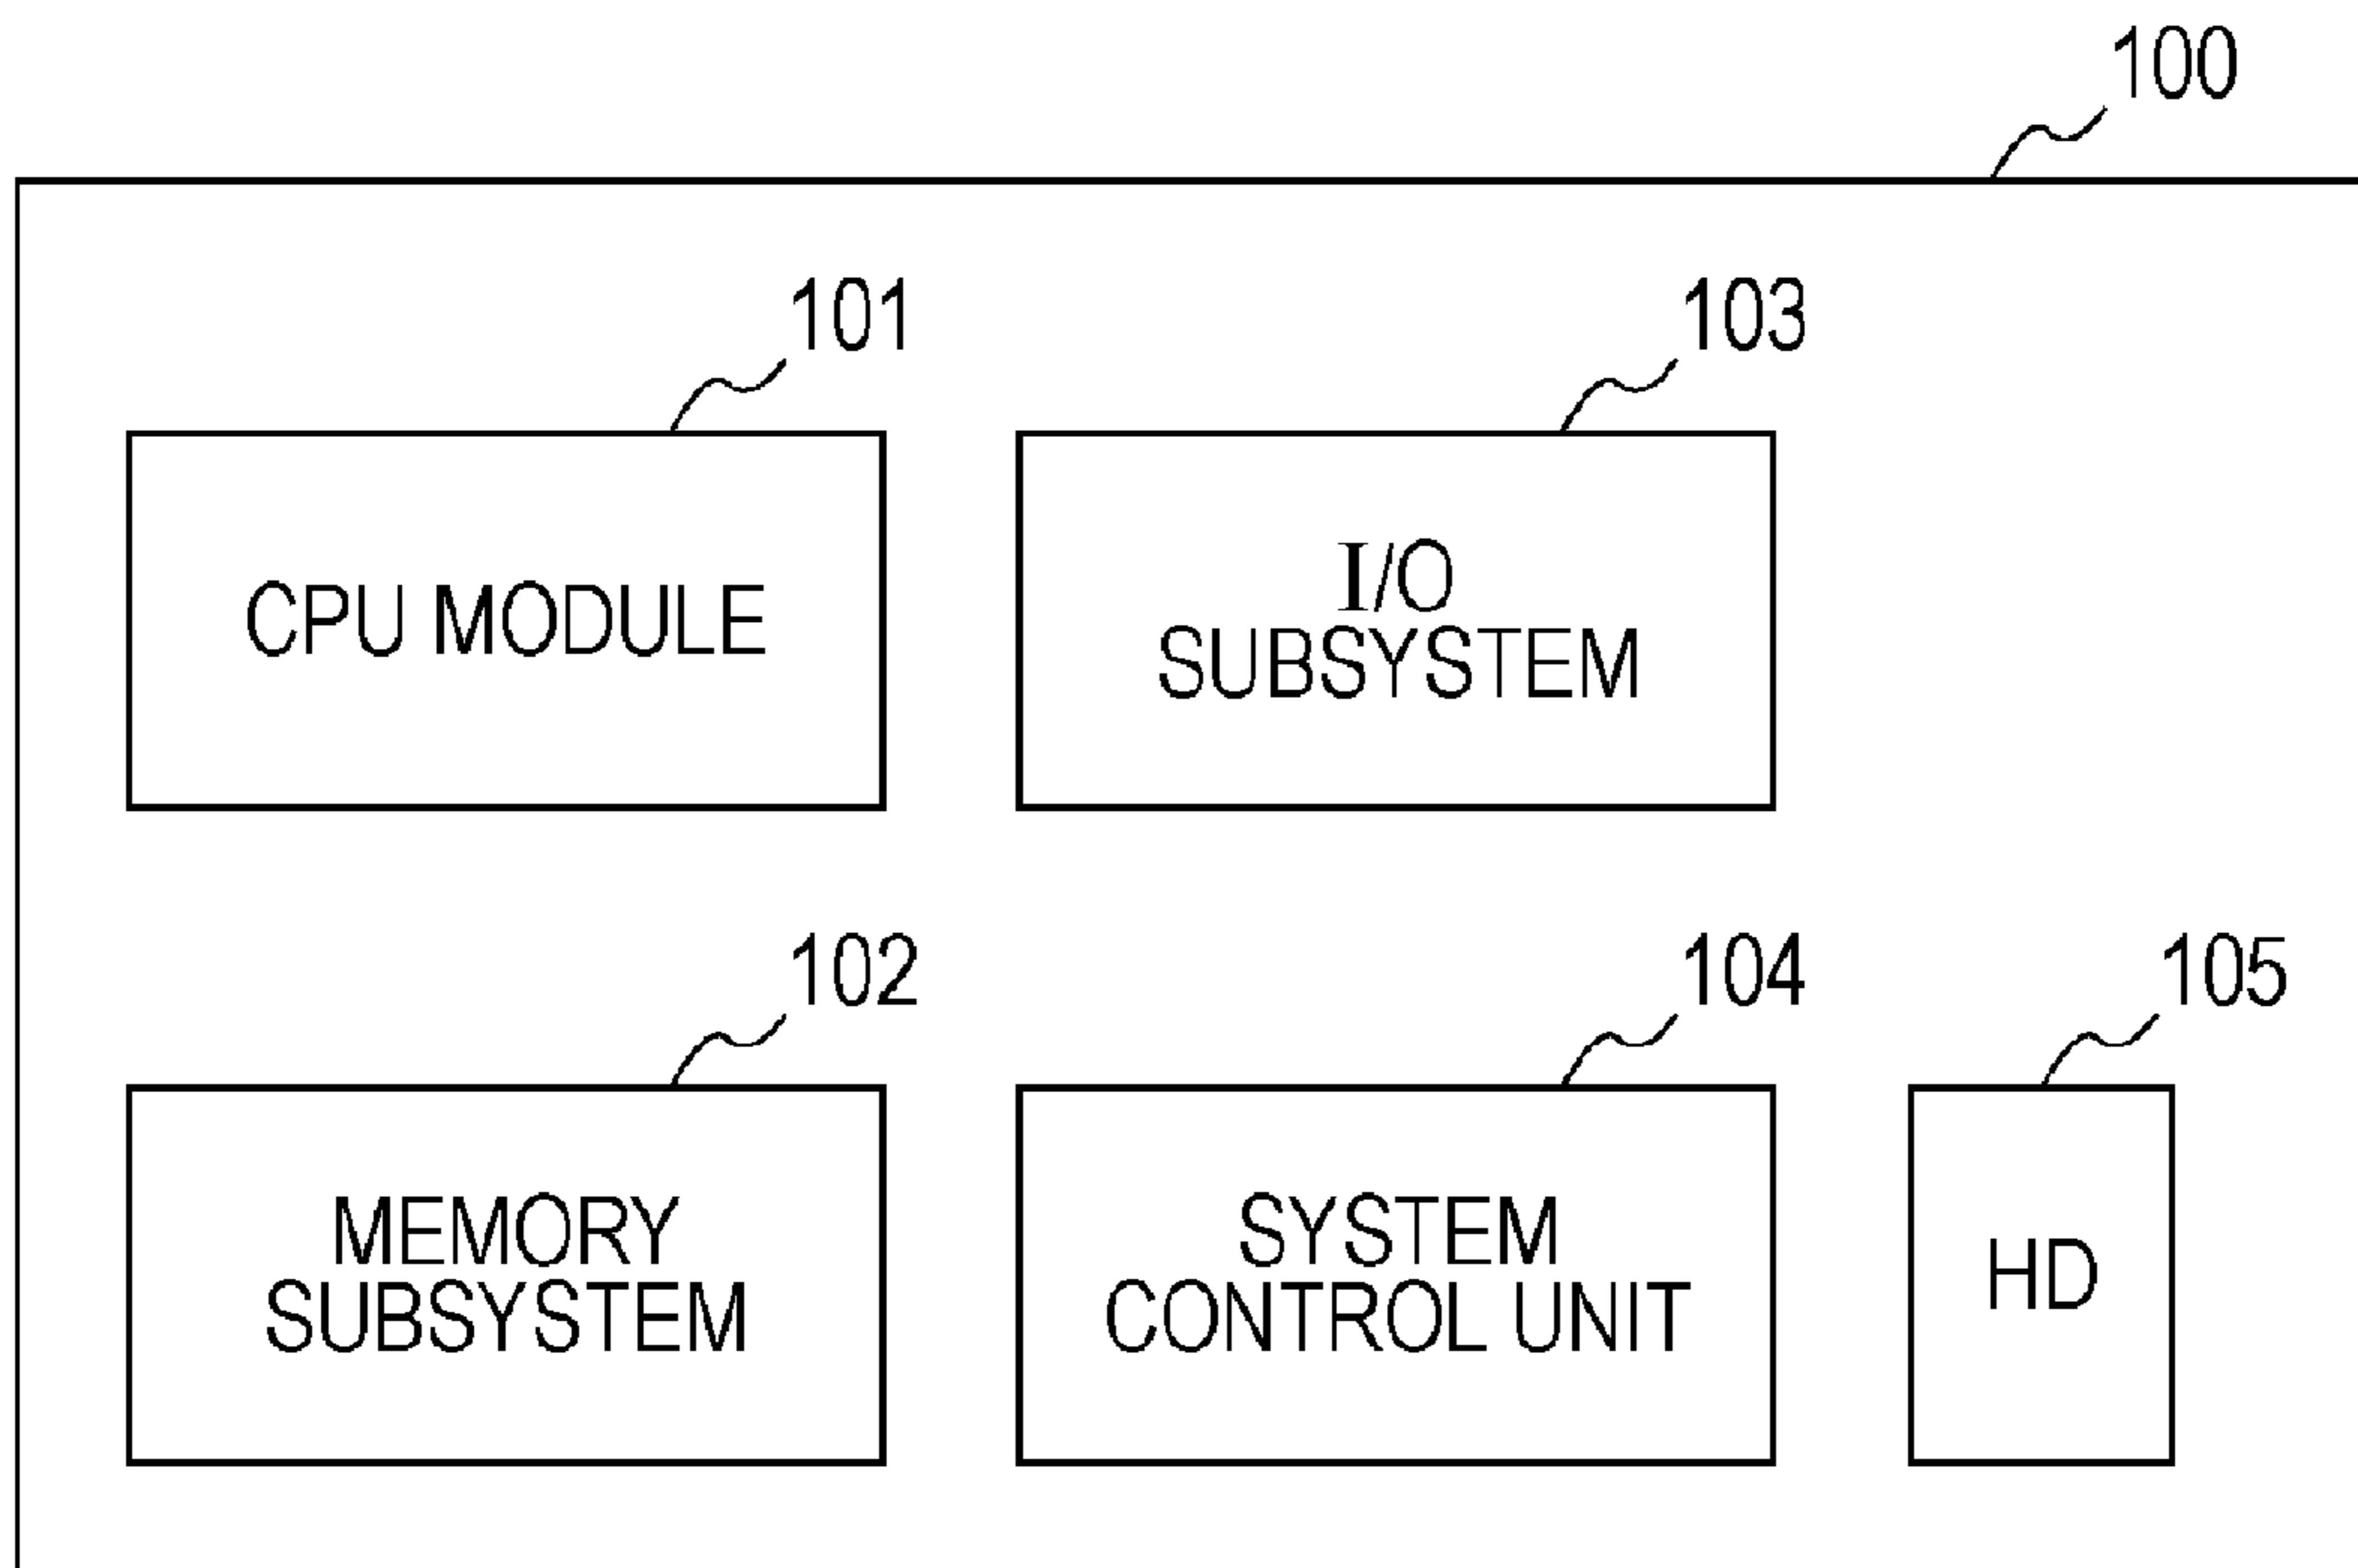 100
101
103
CPU MODULE
I/O
SUBSYSTEM
102
104
105
MEMORY
SUBSYSTEM
SYSTEM
CONTROL UNIT
HD